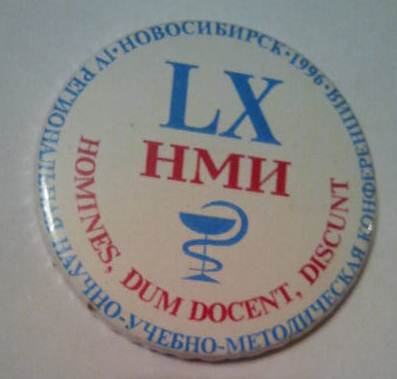 IV РЕГИОНАЛЬНАЯ НАУЧНО-УЧЕБНО-МЕТОДИЧЕСКАЯ КОНФЕРЕНЦИЯ·НОВОСИБИРСК·1996·
LX
НМИ
HOMINES, DUM DOCENT, DISCUNT